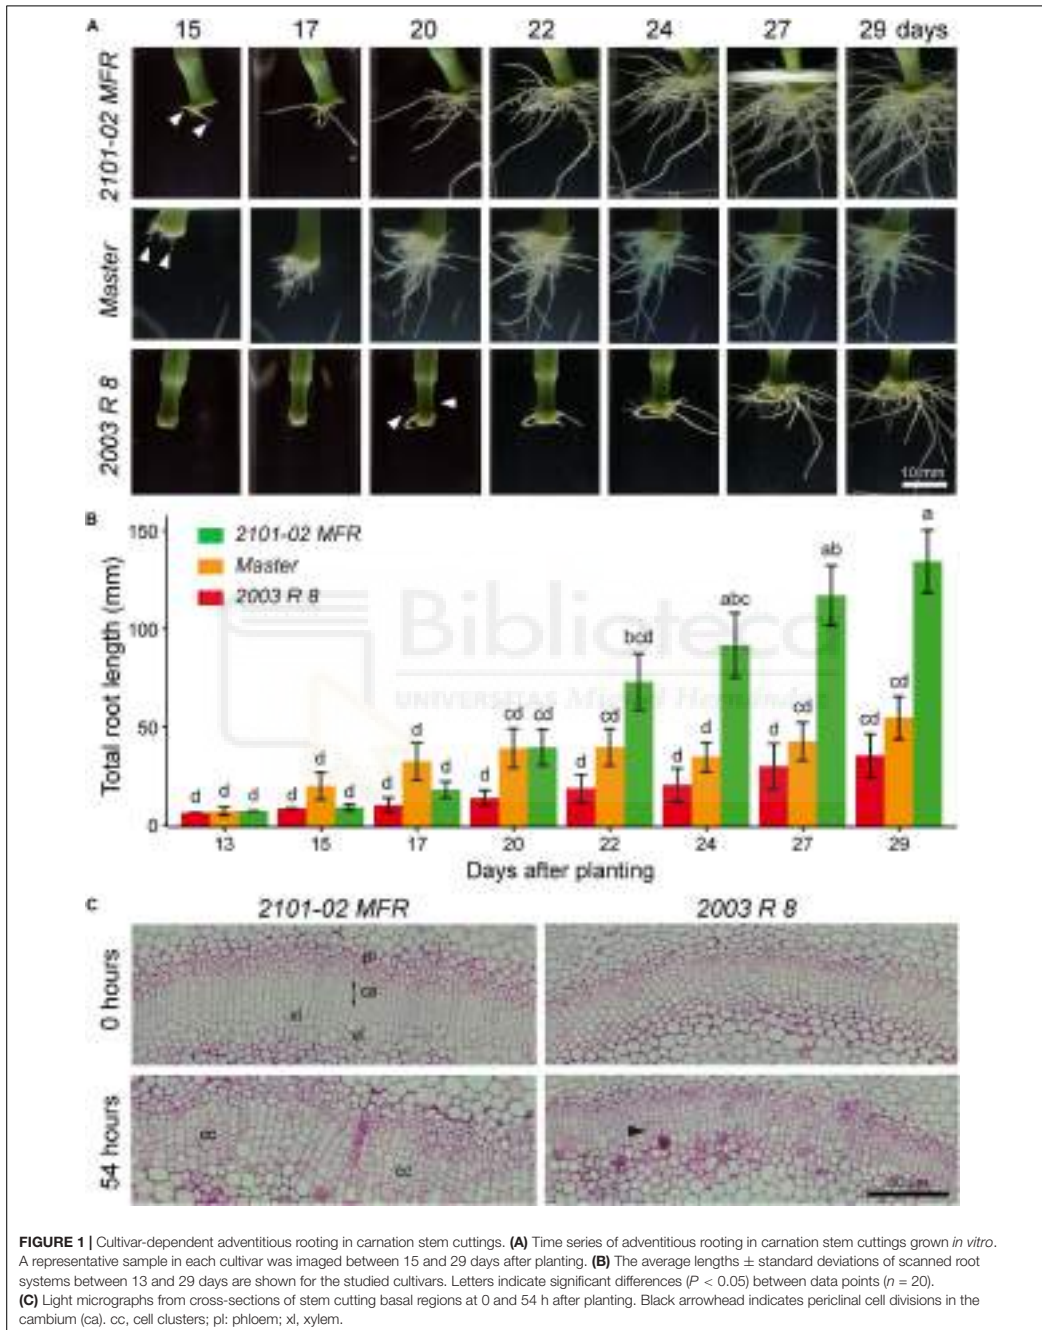 A 15 17 20 22 24 27 29 days
2101-02 MFR
Master
2003 R 8
10 mm
B
Total root length (mm)
150
100
50
0
2101-02 MFR
Master
2003 R 8
Biblioteca
UNIVERSITAS Miguel Hernández
d d d d d d d d d d cd cd d cd bcd d d abc d cd ab cd cd a
13 15 17 20 22 24 27 29
Days after planting
C
2101-02 MFR 2003 R 8
0 hours
pl
ca
xl
xl
54 hours
cc
cc
FIGURE 1 | Cultivar-dependent adventitious rooting in carnation stem cuttings. (A) Time series of adventitious rooting in carnation stem cuttings grown in vitro.
A representative sample in each cultivar was imaged between 15 and 29 days after planting. (B) The average lengths ± standard deviations of scanned root
systems between 13 and 29 days are shown for the studied cultivars. Letters indicate significant differences (P < 0.05) between data points (n = 20).
(C) Light micrographs from cross-sections of stem cutting basal regions at 0 and 54 h after planting. Black arrowhead indicates periclinal cell divisions in the
cambium (ca). cc, cell clusters; pl: phloem; xl, xylem.